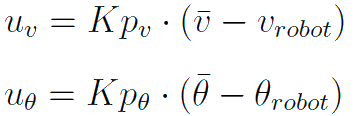 u_v = Kp_v · (v̄ − v_robot)
u_θ = Kp_θ · (θ̄ − θ_robot)